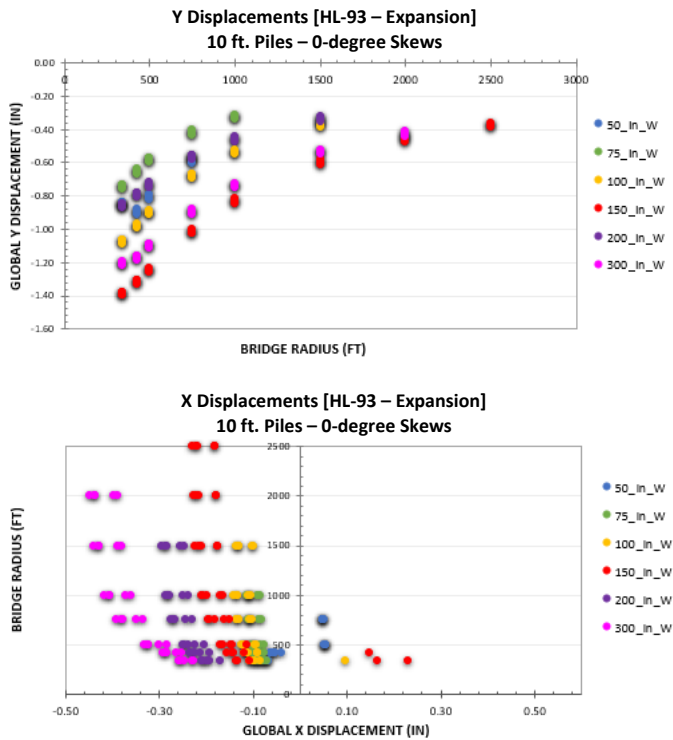 Y Displacements [HL-93 – Expansion]
10 ft. Piles – 0-degree Skews
0.00
0 500 1000 1500 2000 2500 3000
-0.20
-0.40
-0.60
-0.80
-1.00
-1.20
-1.40
-1.60
GLOBAL Y DISPLACEMENT (IN)
BRIDGE RADIUS (FT)
50_In_W
75_In_W
100_In_W
150_In_W
200_In_W
300_In_W
X Displacements [HL-93 – Expansion]
10 ft. Piles – 0-degree Skews
BRIDGE RADIUS (FT)
2500
2000
1500
1000
500
0
-0.50 -0.30 -0.10 0.10 0.30 0.50
GLOBAL X DISPLACEMENT (IN)
50_In_W
75_In_W
100_In_W
150_In_W
200_In_W
300_In_W